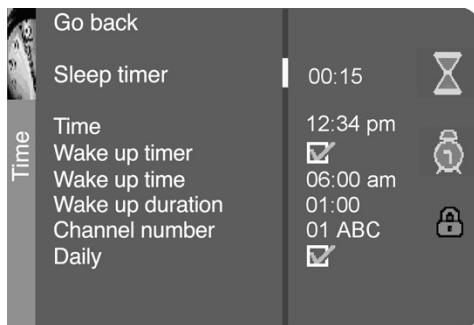 Go back
Sleep timer 00:15
Time
Time 12:34 pm
Wake up timer
Wake up time 06:00 am
Wake up duration 01:00
Channel number 01 ABC
Daily